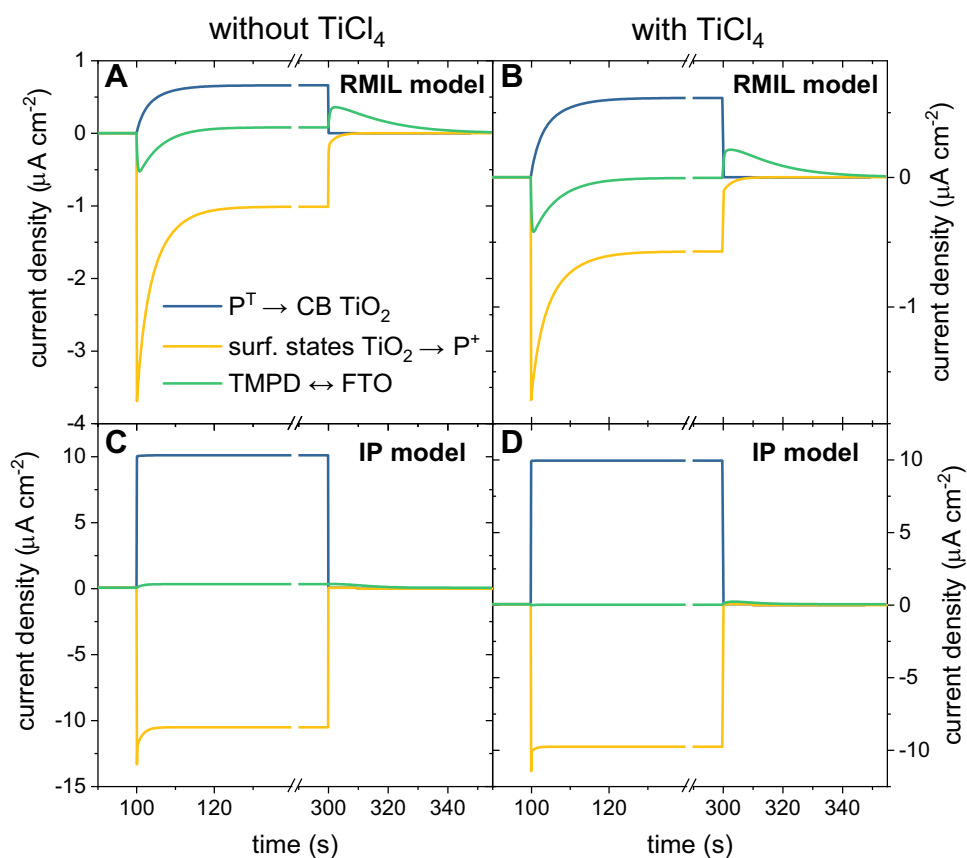 without TiCl4
with TiCl4
A
RMIL model
B
RMIL model
1
0
-1
-2
-3
-4
current density (μA cm-2)
0
-1
current density (μA cm-2)
PT → CB TiO2
surf. states TiO2 → P+
TMPD ↔ FTO
C
IP model
D
IP model
10
5
0
-5
-10
-15
current density (μA cm-2)
10
5
0
-5
-10
current density (μA cm-2)
100 120 300 320 340
100 120 300 320 340
time (s)
time (s)